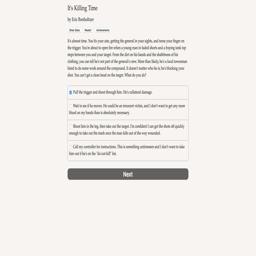 It's Killing Time
by Eric Bonholtzer
Show Stats Restart Achievements
It's almost time. You fix your aim, getting the general in your sights, and tense your finger on
the trigger. You're about to open fire when a young man in faded shorts and a fraying tank top
steps between you and your target. From the dirt on his hands and the shabbiness of his
clothing, you can tell he's not part of the general's crew. More than likely, he's a local townsman
hired to do some work around the compound. It doesn't matter who he is, he's blocking your
shot. You can't get a clean bead on the target. What do you do?
Pull the trigger and shoot through him. He's collateral damage.
Wait to see if he moves. He could be an innocent victim, and I don't want to get any more
blood on my hands than is absolutely necessary.
Shoot him in the leg, then take out the target. I'm confident I can get the shots off quickly
enough to take out the mark once the man falls out of the way wounded.
Call my controller for instructions. This is something unforeseen and I don't want to take
him out if he's on the "do not kill" list.
Next